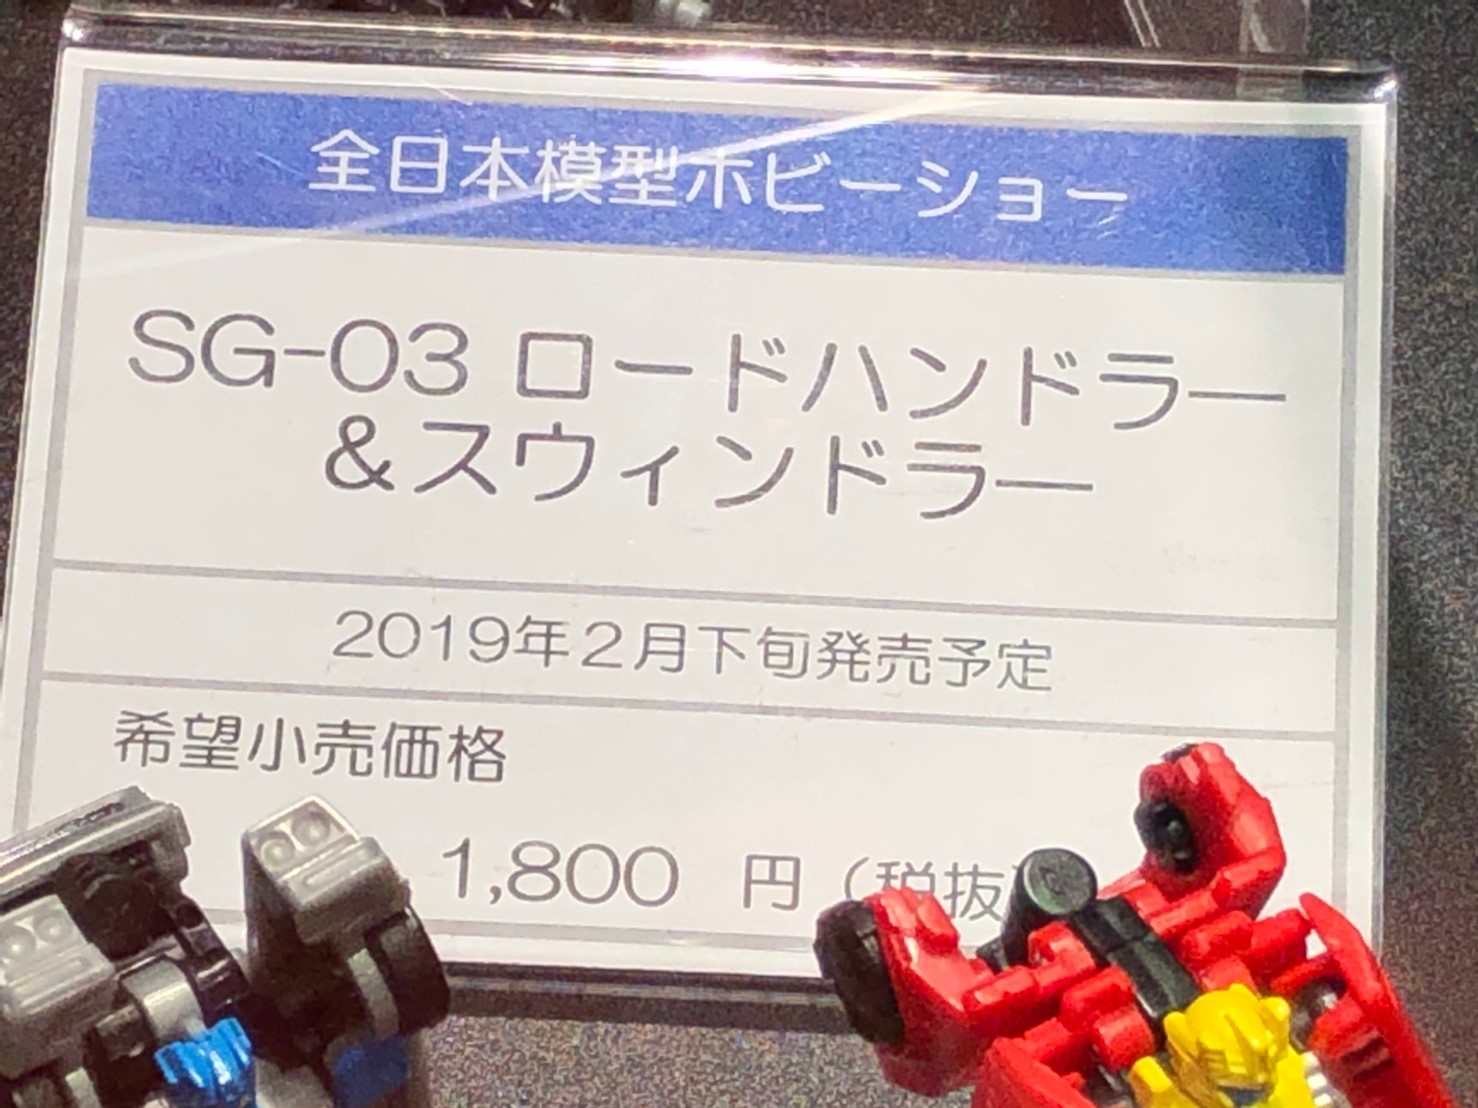 全日本模型ホビーショー
SG-03 ロードハンドラー
&スウィンドラー
2019年2月下旬発売予定
希望小売価格
1,800 円(税抜)